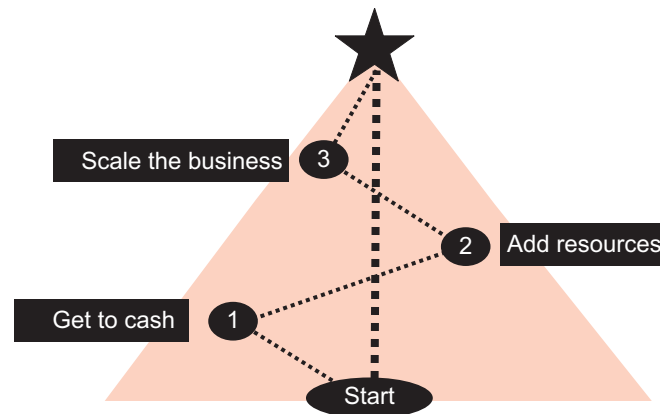 Scale the business
3
2
Add resources
Get to cash
1
Start